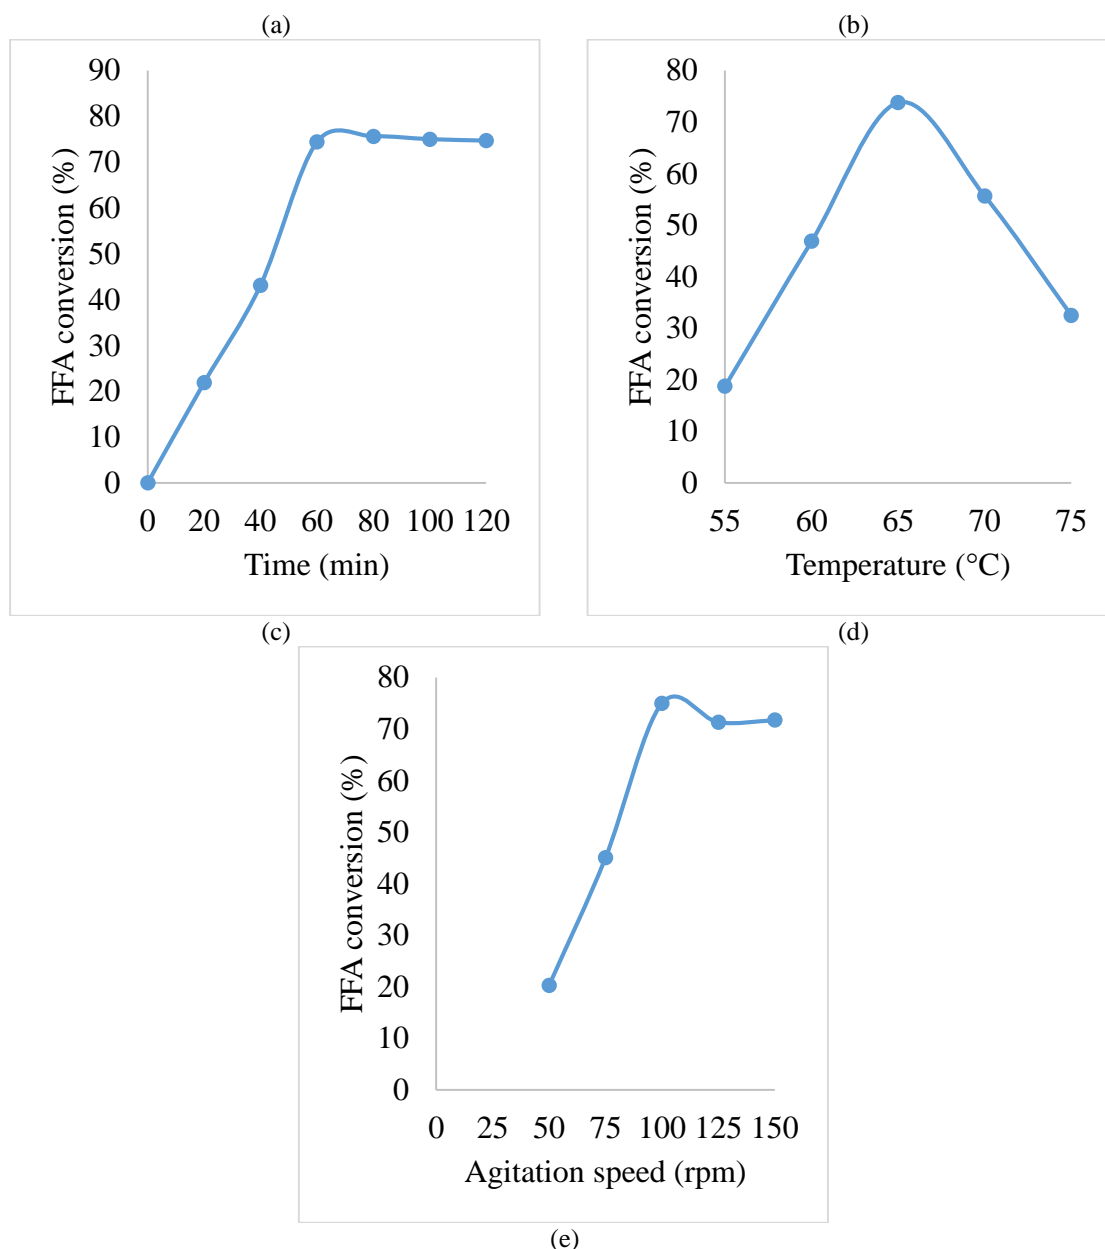 (a)
(b)
90
80
70
60
50
40
30
20
10
0
FFA conversion (%)
0 20 40 60 80 100 120
Time (min)
80
70
60
50
40
30
20
10
0
FFA conversion (%)
55 60 65 70 75
Temperature (°C)
(c)
(d)
80
70
60
50
40
30
20
10
0
FFA conversion (%)
0 25 50 75 100 125 150
Agitation speed (rpm)
(e)